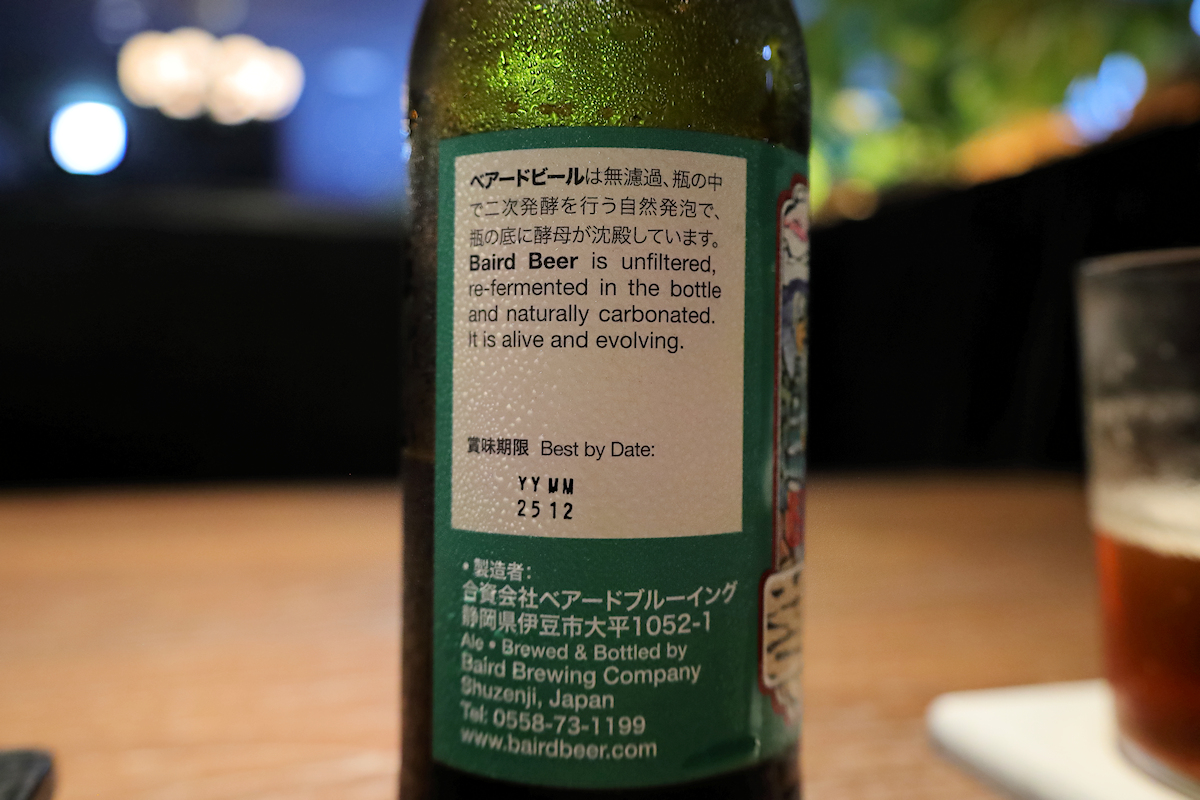 ベアードビールは無濾過、瓶の中
で二次発酵を行う自然発泡で、
瓶の底に酵母が沈殿しています。
Baird Beer is unfiltered,
re-fermented in the bottle
and naturally carbonated.
It is alive and evolving.
賞味期限 Best by Date:
YY MM
25 12
・製造者：
合資会社ベアードブルーイング
静岡県伊豆市大平1052-1
Ale • Brewed & Bottled by
Baird Brewing Company
Shuzenji, Japan
Tel: 0558-73-1199
www.bairdbeer.com